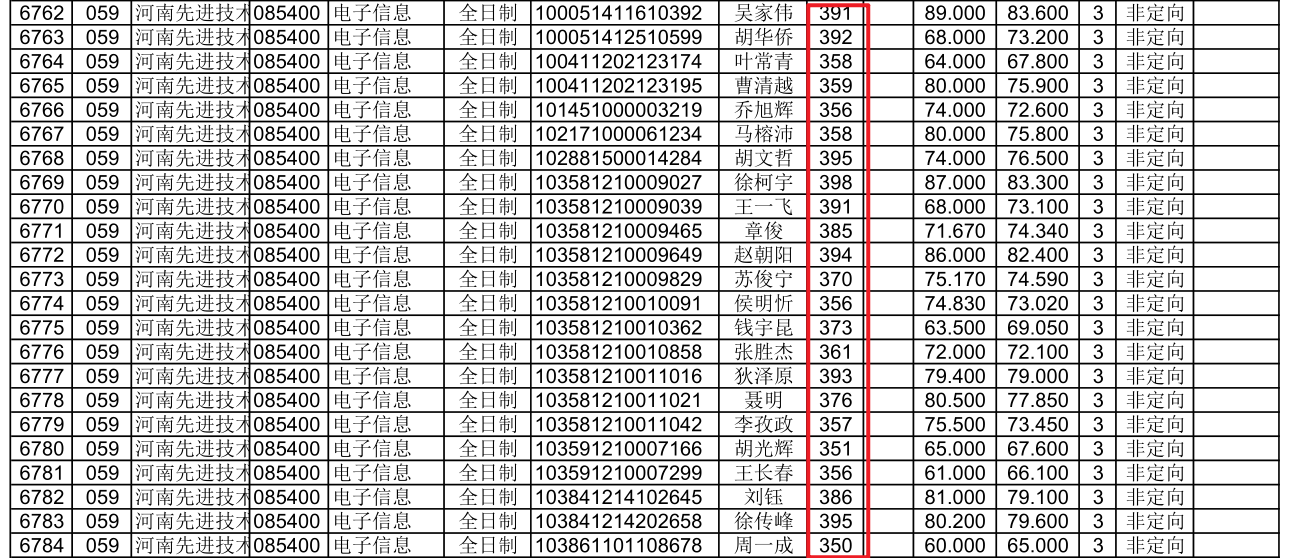 6762 059 河南先进技术 085400 电子信息 全日制 100051411610392 吴家伟 391 89.000 83.600 3 非定向
6763 059 河南先进技术 085400 电子信息 全日制 100051412510599 胡华侨 392 68.000 73.200 3 非定向
6764 059 河南先进技术 085400 电子信息 全日制 100411202123174 叶常青 358 64.000 67.800 3 非定向
6765 059 河南先进技术 085400 电子信息 全日制 100411202123195 曹清越 359 80.000 75.900 3 非定向
6766 059 河南先进技术 085400 电子信息 全日制 101451000003219 乔旭辉 356 74.000 72.600 3 非定向
6767 059 河南先进技术 085400 电子信息 全日制 102171000061234 马榕沛 358 80.000 75.800 3 非定向
6768 059 河南先进技术 085400 电子信息 全日制 102881500014284 胡文哲 395 74.000 76.500 3 非定向
6769 059 河南先进技术 085400 电子信息 全日制 103581210009027 徐柯宇 398 87.000 83.300 3 非定向
6770 059 河南先进技术 085400 电子信息 全日制 103581210009039 王一飞 391 68.000 73.100 3 非定向
6771 059 河南先进技术 085400 电子信息 全日制 103581210009465 章俊 385 71.670 74.340 3 非定向
6772 059 河南先进技术 085400 电子信息 全日制 103581210009649 赵朝阳 394 86.000 82.400 3 非定向
6773 059 河南先进技术 085400 电子信息 全日制 103581210009829 苏俊宁 370 75.170 74.590 3 非定向
6774 059 河南先进技术 085400 电子信息 全日制 103581210010091 侯明忻 356 74.830 73.020 3 非定向
6775 059 河南先进技术 085400 电子信息 全日制 103581210010362 钱宇昆 373 63.500 69.050 3 非定向
6776 059 河南先进技术 085400 电子信息 全日制 103581210010858 张胜杰 361 72.000 72.100 3 非定向
6777 059 河南先进技术 085400 电子信息 全日制 103581210011016 狄泽原 393 79.400 79.000 3 非定向
6778 059 河南先进技术 085400 电子信息 全日制 103581210011021 聂明 376 80.500 77.850 3 非定向
6779 059 河南先进技术 085400 电子信息 全日制 103581210011042 李孜政 357 75.500 73.450 3 非定向
6780 059 河南先进技术 085400 电子信息 全日制 103591210007166 胡光辉 351 65.000 67.600 3 非定向
6781 059 河南先进技术 085400 电子信息 全日制 103591210007299 王长春 356 61.000 66.100 3 非定向
6782 059 河南先进技术 085400 电子信息 全日制 103841214102645 刘钰 386 81.000 79.100 3 非定向
6783 059 河南先进技术 085400 电子信息 全日制 103841214202658 徐传峰 395 80.200 79.600 3 非定向
6784 059 河南先进技术 085400 电子信息 全日制 103861101108678 周一成 350 60.000 65.000 3 非定向